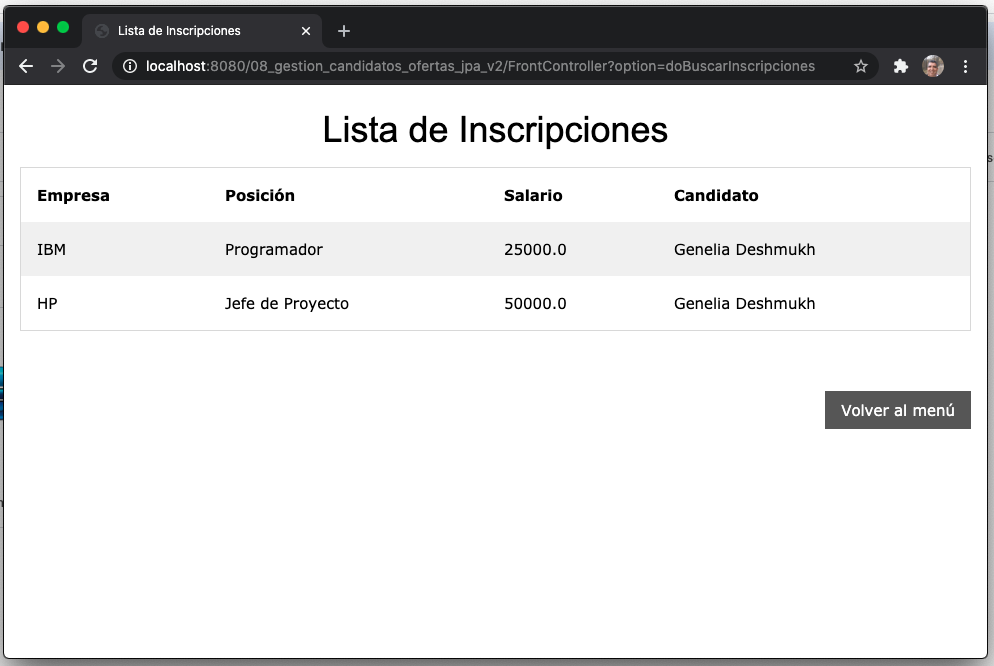 Lista de Inscripciones
localhost:8080/08_gestion_candidatos_ofertas_jpa_v2/FrontController?option=doBuscarInscripciones
Lista de Inscripciones
Empresa Posición Salario Candidato
IBM Programador 25000.0 Genelia Deshmukh
HP Jefe de Proyecto 50000.0 Genelia Deshmukh
Volver al menú